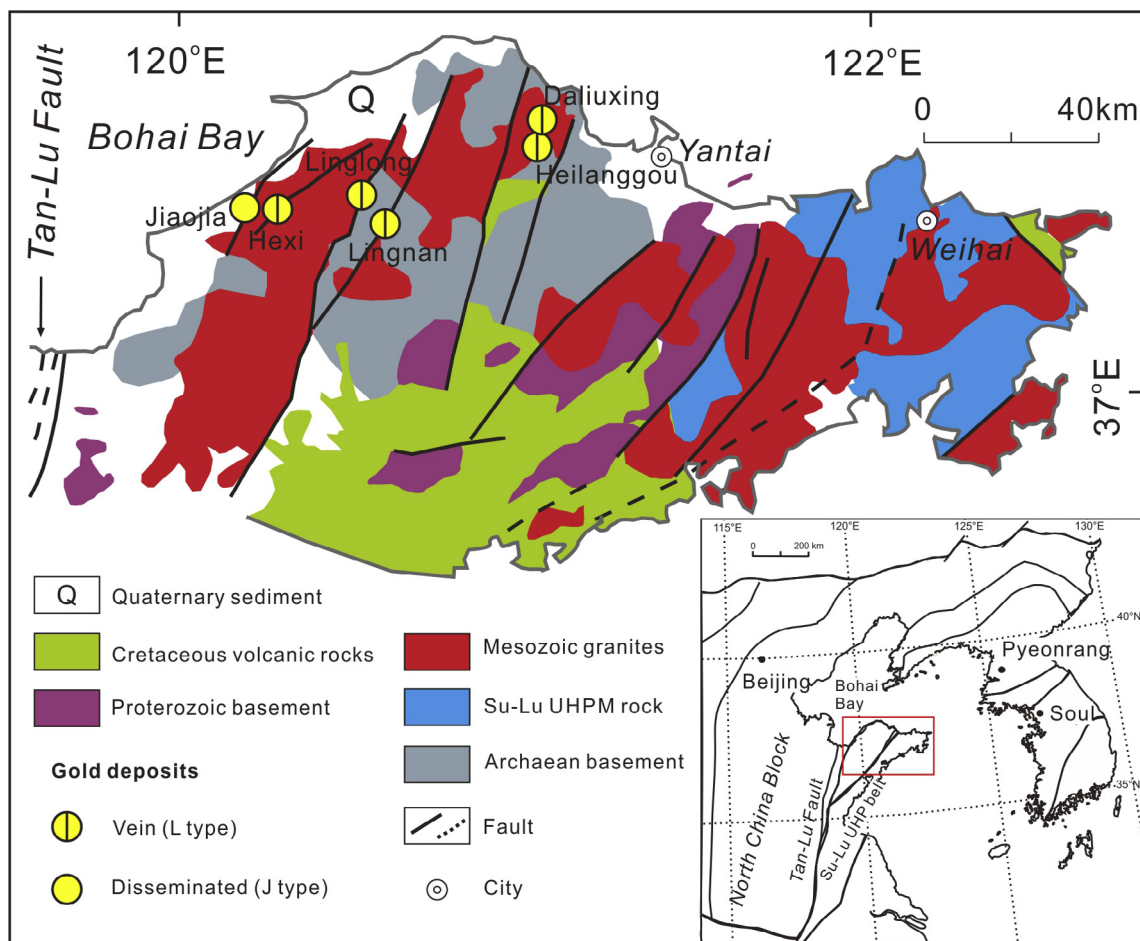 120°E
122°E
Tan-Lu Fault
Bohai Bay
Q
Daliuxing
0 40km
Linglong
Yantai
Heilanggou
Jiaojia
Hexi
Lingnan
Weihai
37°E
Q Quaternary sediment
Cretaceous volcanic rocks
Proterozoic basement
Mesozoic granites
Su-Lu UHPM rock
Archaean basement
Gold deposits
Vein (L type)
Disseminated (J type)
Fault
City
115°E
120°E
125°E
130°E
0 200 km
40°N
Beijing
Bohai
Bay
Pyeonrang
Soul
35°N
North China Block
Tan-Lu Fault
Su-Lu UHP belt